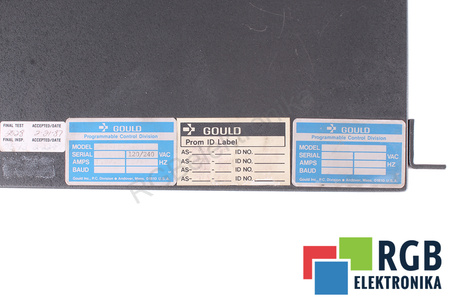 FINAL TEST ACCEPTED/DATE
FINAL INSP. ACCEPTED/DATE
GOULD
Programmable Control Division
MODEL
SERIAL 120/240 VAC
AMPS HZ
BAUD
GOULD
Prom ID Label
AS- ID NO.
AS- ID NO.
AS- ID NO.
AS- ID NO.
GOULD
Programmable Control Division
MODEL
SERIAL VAC
AMPS HZ
BAUD
RGB
ELEKTRONIKA